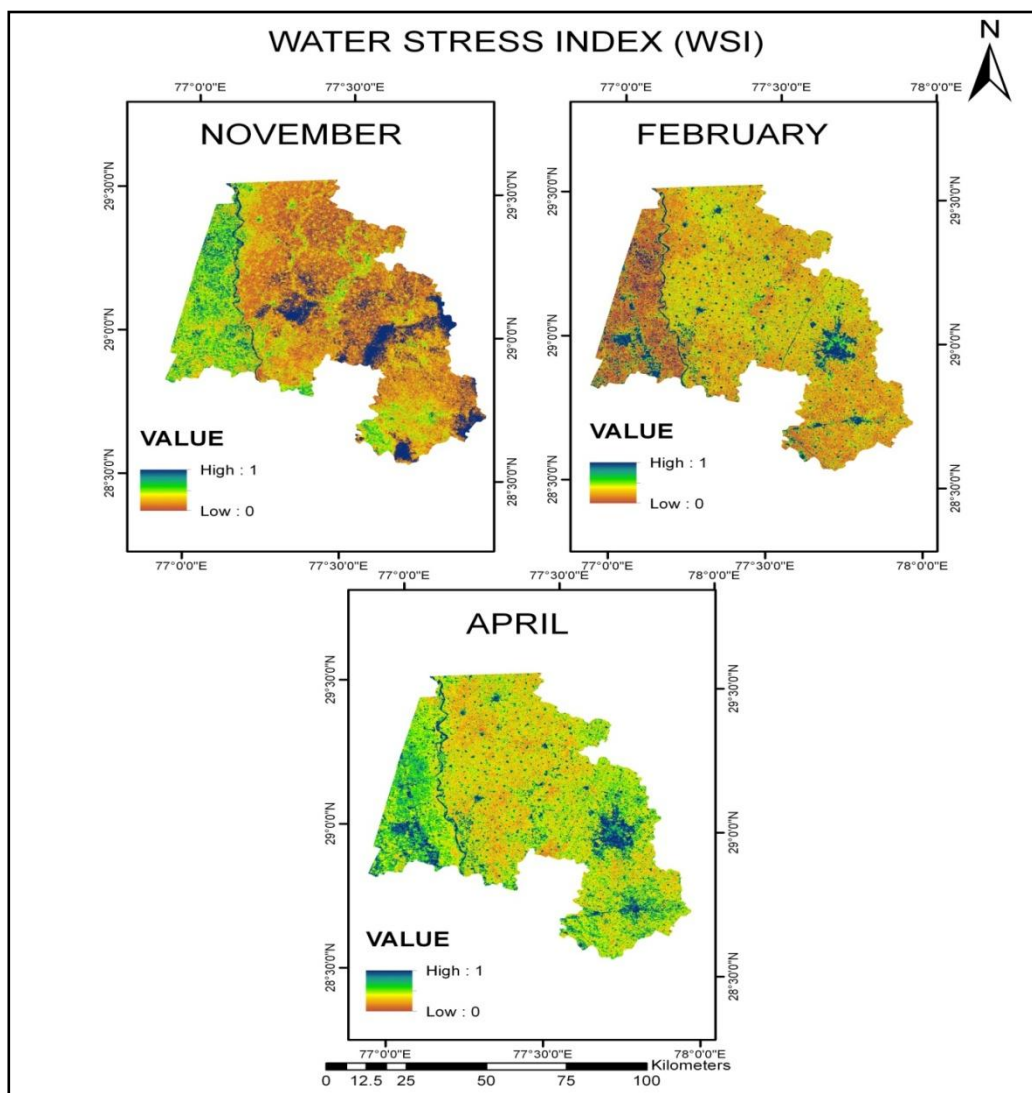 WATER STRESS INDEX (WSI)
N
77°0'0"E 77°30'0"E
77°0'0"E 77°30'0"E 78°0'0"E
NOVEMBER
FEBRUARY
29°30'0"N
29°30'0"N
29°30'0"N
29°30'0"N
29°0'0"N
29°0'0"N
29°0'0"N
29°0'0"N
28°30'0"N
28°30'0"N
28°30'0"N
28°30'0"N
VALUE
High : 1
Low : 0
VALUE
High : 1
Low : 0
77°0'0"E 77°30'0"E
77°0'0"E 77°30'0"E 78°0'0"E
77°0'0"E 77°30'0"E 78°0'0"E
APRIL
29°30'0"N
29°30'0"N
29°0'0"N
29°0'0"N
28°30'0"N
28°30'0"N
VALUE
High : 1
Low : 0
77°0'0"E 77°30'0"E 78°0'0"E
Kilometers
0 12.5 25 50 75 100